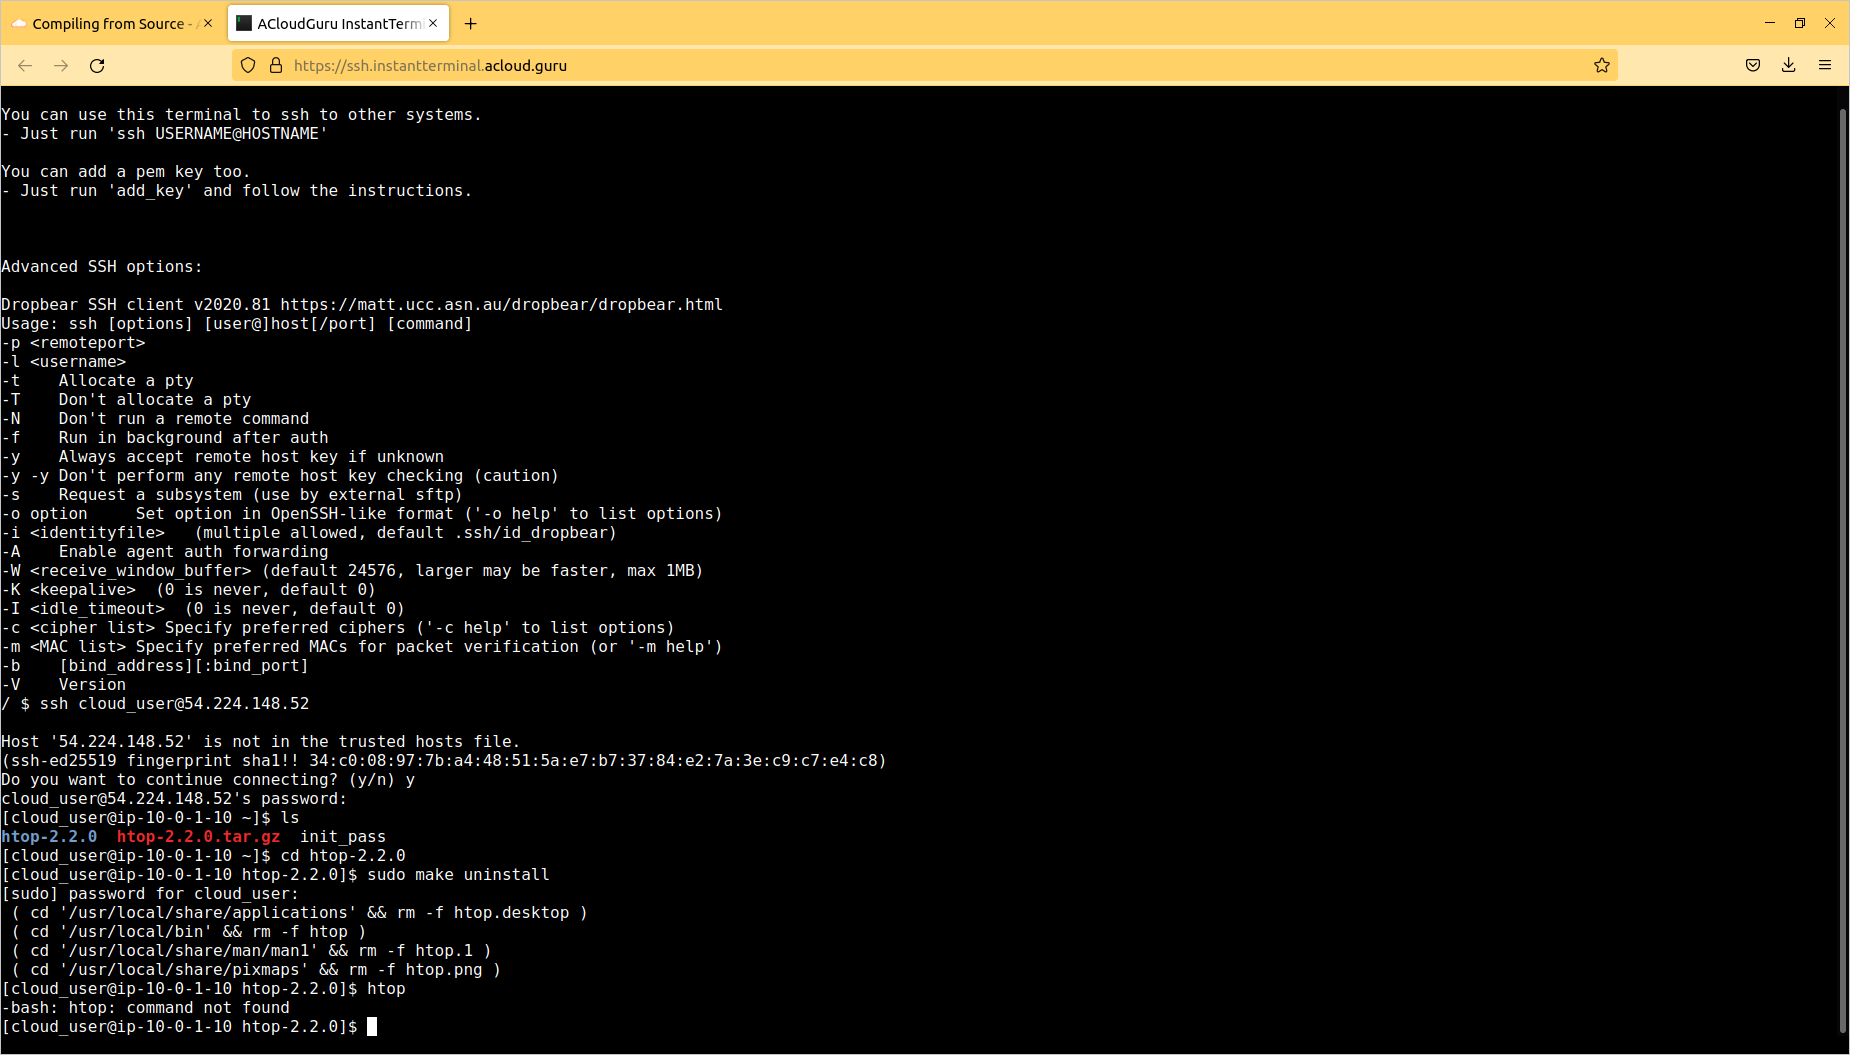 Compiling from Source -
ACloudGuru InstantTerm
https://ssh.instantterminal.acloud.guru
You can use this terminal to ssh to other systems.
- Just run 'ssh USERNAME@HOSTNAME'
You can add a pem key too.
- Just run 'add_key' and follow the instructions.
Advanced SSH options:
Dropbear SSH client v2020.81 https://matt.ucc.asn.au/dropbear/dropbear.html
Usage: ssh [options] [user@]host[/port] [command]
-p <remoteport>
-l <username>
-t    Allocate a pty
-T    Don't allocate a pty
-N    Don't run a remote command
-f    Run in background after auth
-y    Always accept remote host key if unknown
-y -y Don't perform any remote host key checking (caution)
-s    Request a subsystem (use by external sftp)
-o option     Set option in OpenSSH-like format ('-o help' to list options)
-i <identityfile>   (multiple allowed, default .ssh/id_dropbear)
-A    Enable agent auth forwarding
-W <receive_window_buffer> (default 24576, larger may be faster, max 1MB)
-K <keepalive>  (0 is never, default 0)
-I <idle_timeout>  (0 is never, default 0)
-c <cipher list> Specify preferred ciphers ('-c help' to list options)
-m <MAC list> Specify preferred MACs for packet verification (or '-m help')
-b    [bind_address][:bind_port]
-V    Version
/ $ ssh cloud_user@54.224.148.52
Host '54.224.148.52' is not in the trusted hosts file.
(ssh-ed25519 fingerprint sha1!! 34:c0:08:97:7b:a4:48:51:5a:e7:b7:37:84:e2:7a:3e:c9:c7:e4:c8)
Do you want to continue connecting? (y/n) y
cloud_user@54.224.148.52's password:
[cloud_user@ip-10-0-1-10 ~]$ ls
htop-2.2.0  htop-2.2.0.tar.gz  init_pass
[cloud_user@ip-10-0-1-10 ~]$ cd htop-2.2.0
[cloud_user@ip-10-0-1-10 htop-2.2.0]$ sudo make uninstall
[sudo] password for cloud_user:
 ( cd '/usr/local/share/applications' && rm -f htop.desktop )
 ( cd '/usr/local/bin' && rm -f htop )
 ( cd '/usr/local/share/man/man1' && rm -f htop.1 )
 ( cd '/usr/local/share/pixmaps' && rm -f htop.png )
[cloud_user@ip-10-0-1-10 htop-2.2.0]$ htop
-bash: htop: command not found
[cloud_user@ip-10-0-1-10 htop-2.2.0]$